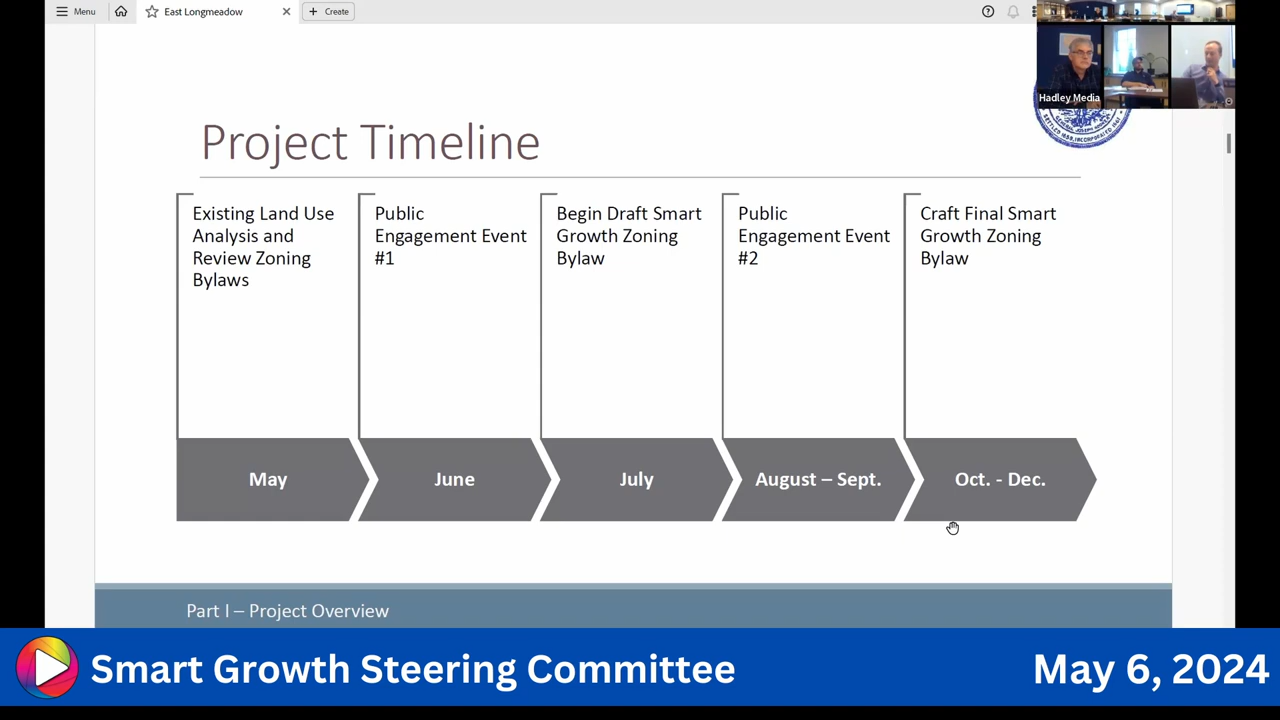 Menu
East Longmeadow
Create
Hadley Media
Project Timeline
Existing Land Use
Analysis and
Review Zoning
Bylaws
Public
Engagement Event
#1
Begin Draft Smart
Growth Zoning
Bylaw
Public
Engagement Event
#2
Craft Final Smart
Growth Zoning
Bylaw
May
June
July
August – Sept.
Oct. - Dec.
Part I – Project Overview
Smart Growth Steering Committee
May 6, 2024